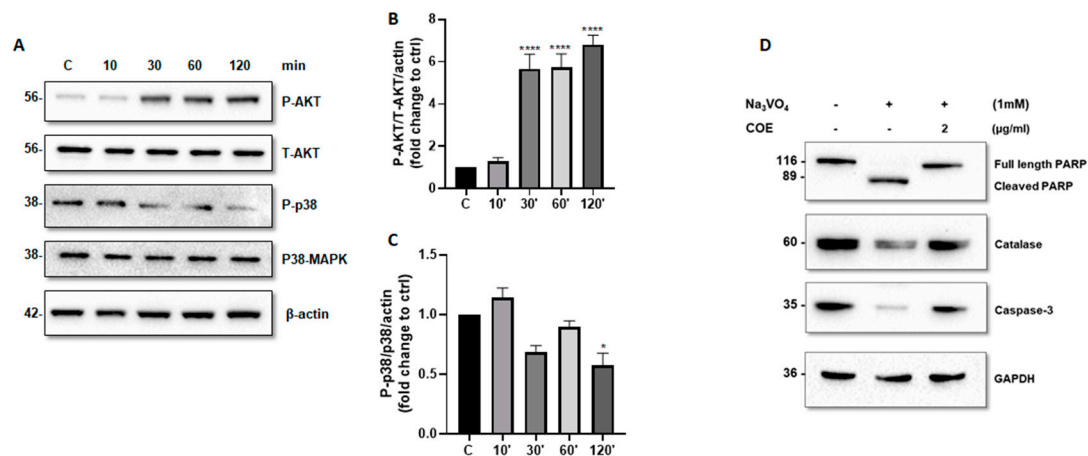 A
C 10 30 60 120 min
56- P-AKT
56- T-AKT
38- P-p38
38- P38-MAPK
42- β-actin
B
P-AKT/T-AKT/actin
(fold change to ctrl)
8
6
4
2
0
**** **** ****
C 10' 30' 60' 120'
C
P-p38/p38/actin
(fold change to ctrl)
1.5
1.0
0.5
0.0
*
C 10' 30' 60' 120'
D
Na₃VO₄ - + + (1mM)
COE - - 2 (µg/ml)
116 - Full length PARP
89 - Cleaved PARP
60 - Catalase
35 - Caspase-3
36 - GAPDH